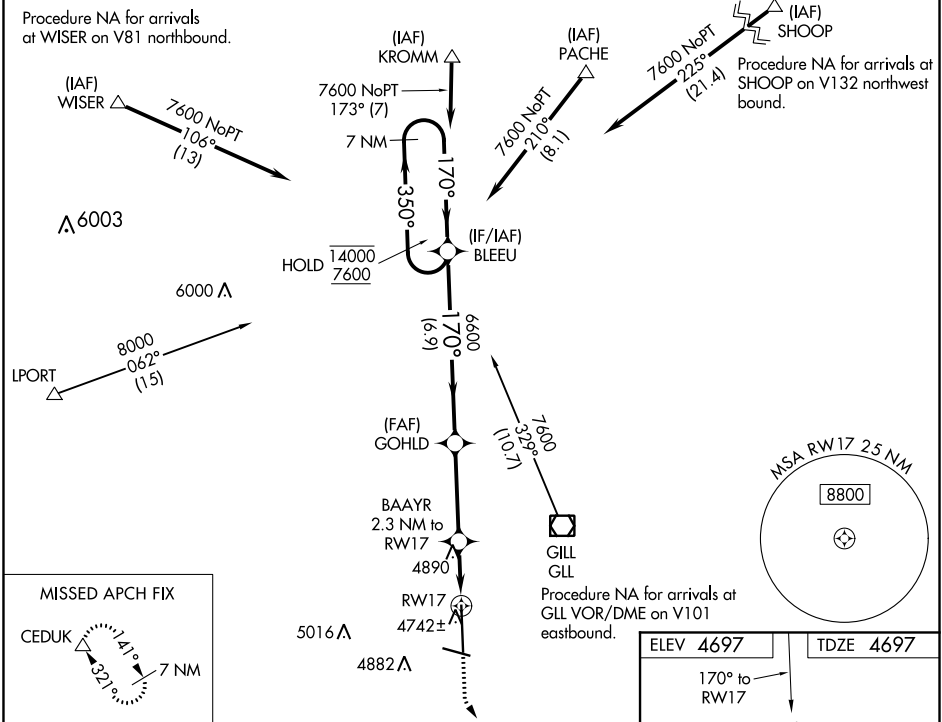 Procedure NA for arrivals
at WISER on V81 northbound.
(IAF)
WISER
7600 NoPT
106°
(13)
(IAF)
KROMM
7600 NoPT
173° (7)
7 NM
(IAF)
PACHE
7600 NoPT
210°
(8.1)
(IAF)
SHOOP
7600 NoPT
225°
(21.4)
Procedure NA for arrivals at
SHOOP on V132 northwest
bound.
170°
350°
(IF/IAF)
BLEEU
HOLD
14000
7600
6003
6000
LPORT
8000
062°
(15)
6600
170°
(6.9)
7600
329°
(10.7)
(FAF)
GOHLD
BAAYR
2.3 NM to
RW17
4890
RW17
4742±
5016
4882
GILL
GLL
Procedure NA for arrivals at
GLL VOR/DME on V101
eastbound.
MSA RW17 25 NM
8800
MISSED APCH FIX
CEDUK
141°
321°
7 NM
ELEV 4697
TDZE 4697
170° to
RW17